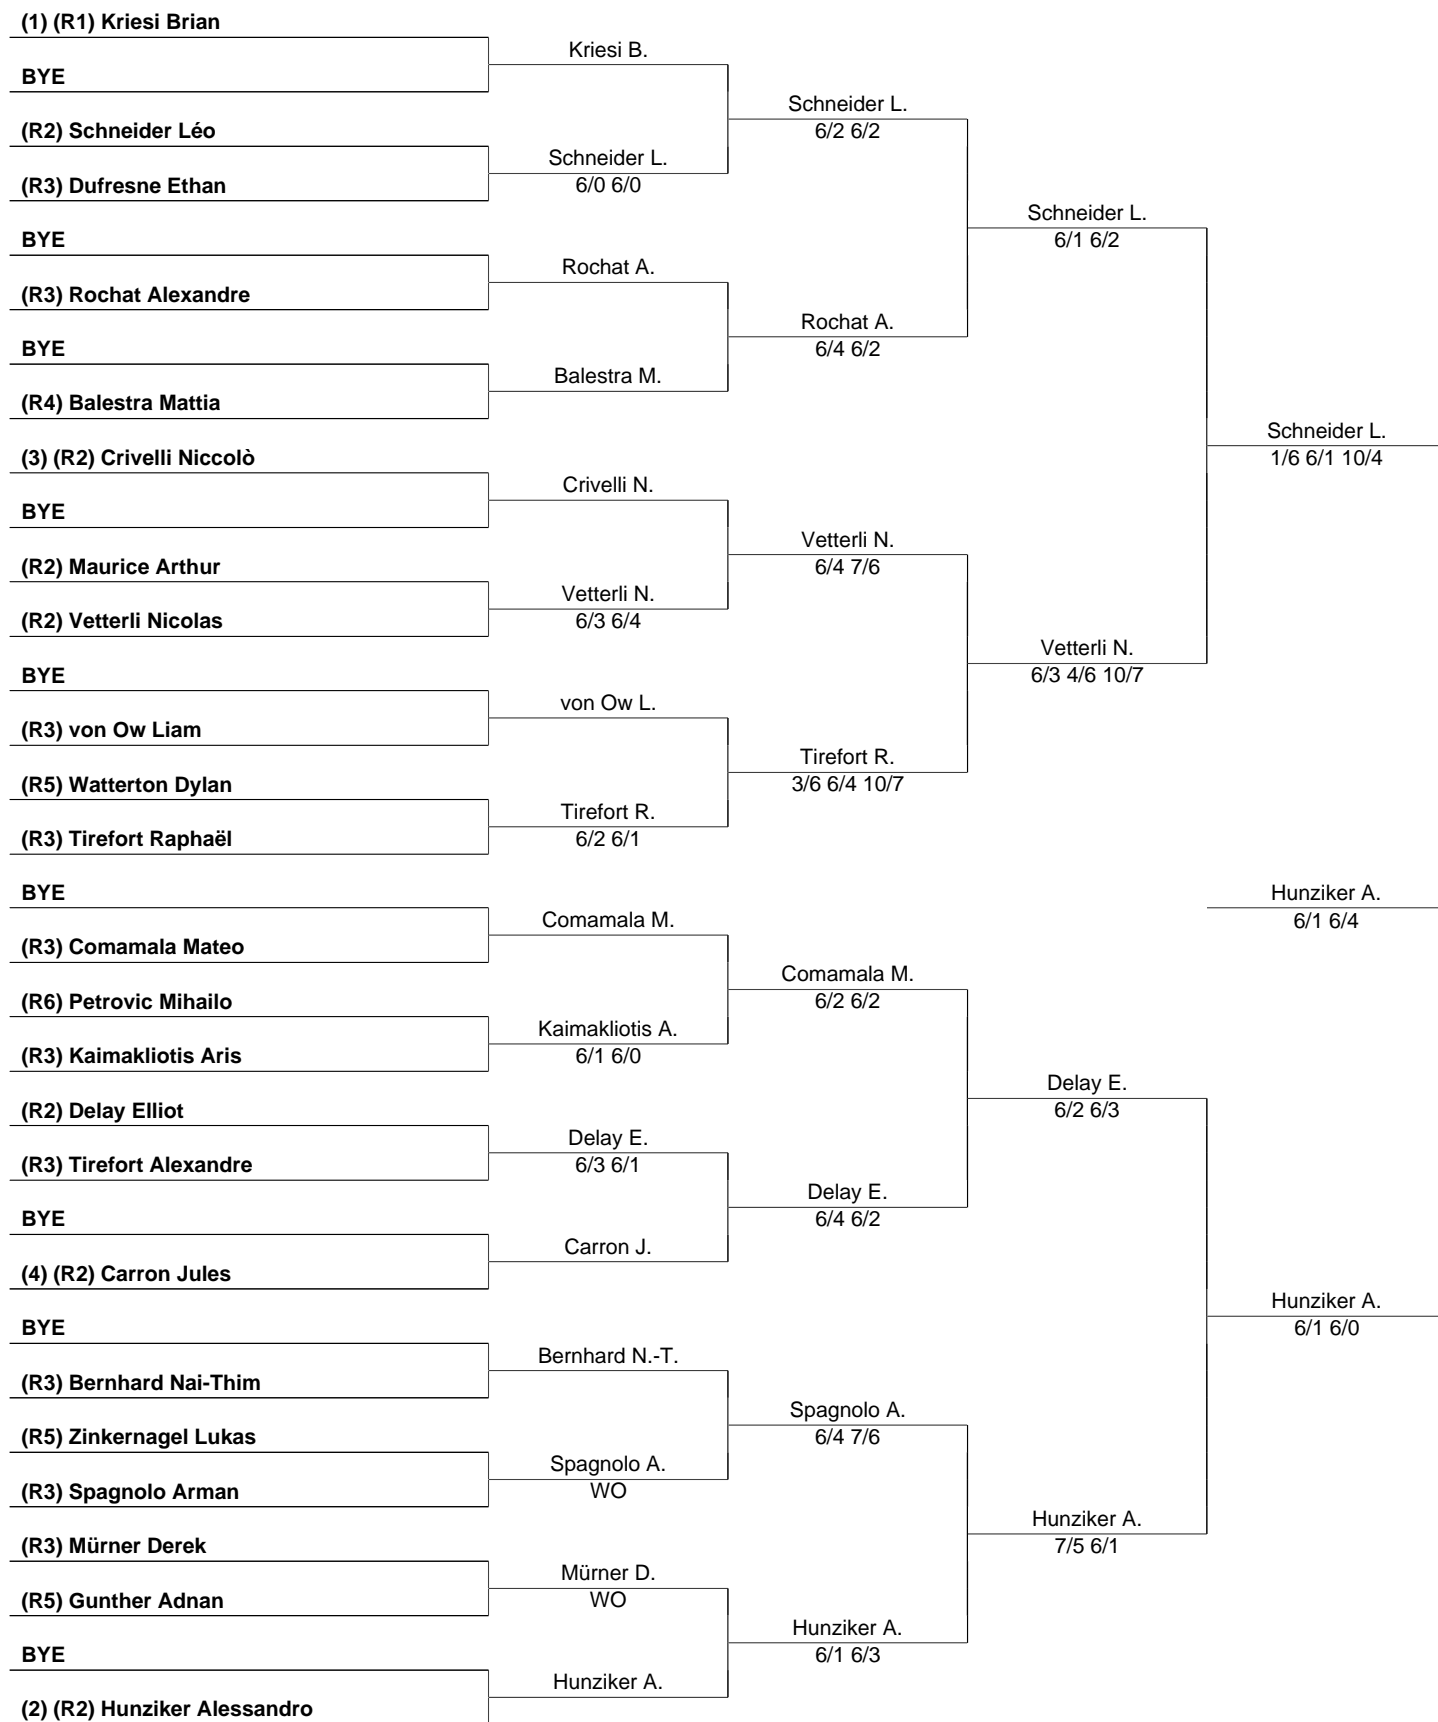 (1) (R1) Kriesi Brian
Kriesi B.
BYE
Schneider L.
6/2 6/2
(R2) Schneider Léo
Schneider L.
6/0 6/0
(R3) Dufresne Ethan
Schneider L.
6/1 6/2
BYE
Rochat A.
(R3) Rochat Alexandre
Rochat A.
6/4 6/2
BYE
Balestra M.
(R4) Balestra Mattia
Schneider L.
1/6 6/1 10/4
(3) (R2) Crivelli Niccolò
Crivelli N.
BYE
Vetterli N.
6/4 7/6
(R2) Maurice Arthur
Vetterli N.
6/3 6/4
(R2) Vetterli Nicolas
Vetterli N.
6/3 4/6 10/7
BYE
von Ow L.
(R3) von Ow Liam
Tirefort R.
3/6 6/4 10/7
(R5) Watterton Dylan
Tirefort R.
6/2 6/1
(R3) Tirefort Raphaël
BYE
Hunziker A.
6/1 6/4
Comamala M.
(R3) Comamala Mateo
Comamala M.
6/2 6/2
(R6) Petrovic Mihailo
Kaimakliotis A.
6/1 6/0
(R3) Kaimakliotis Aris
Delay E.
6/2 6/3
(R2) Delay Elliot
Delay E.
6/3 6/1
(R3) Tirefort Alexandre
Delay E.
6/4 6/2
BYE
Carron J.
(4) (R2) Carron Jules
Hunziker A.
6/1 6/0
BYE
Bernhard N.-T.
(R3) Bernhard Nai-Thim
Spagnolo A.
6/4 7/6
(R5) Zinkernagel Lukas
Spagnolo A.
WO
(R3) Spagnolo Arman
Hunziker A.
7/5 6/1
(R3) Mürner Derek
Mürner D.
WO
(R5) Gunther Adnan
Hunziker A.
6/1 6/3
BYE
Hunziker A.
(2) (R2) Hunziker Alessandro